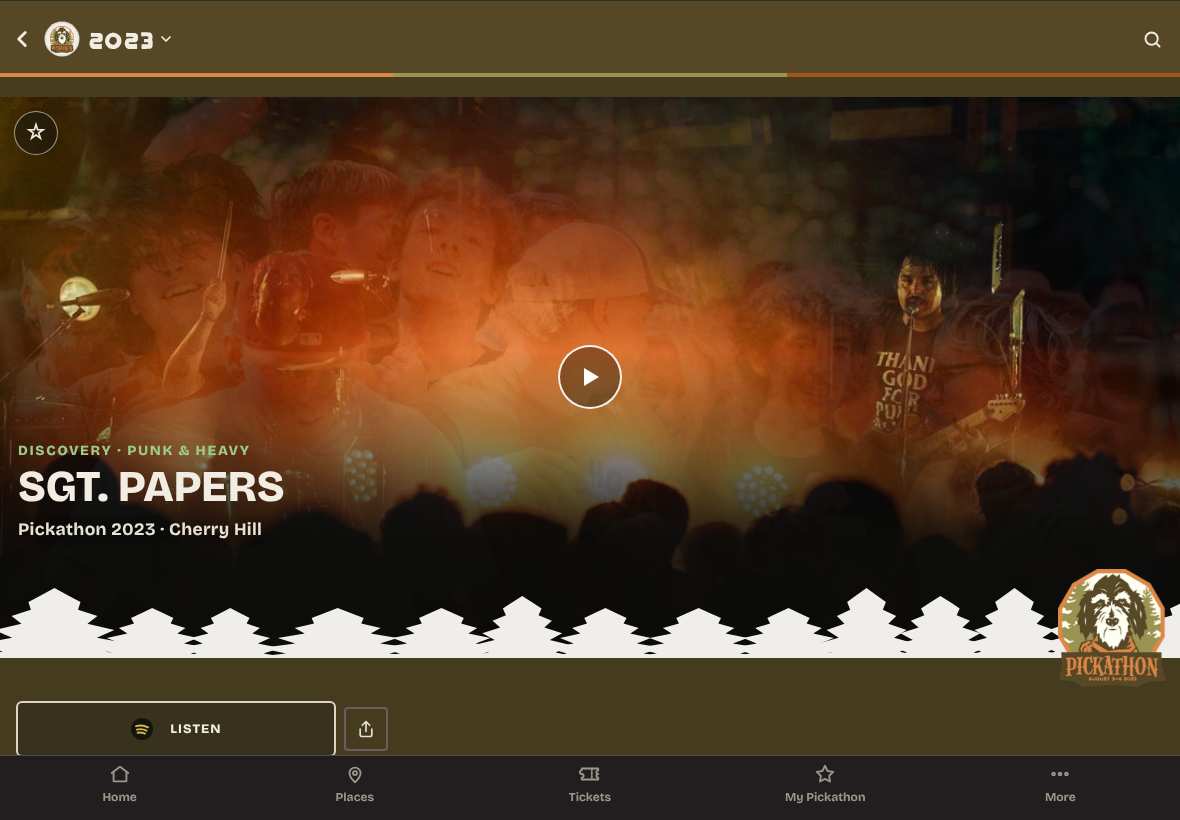 2023
THANK
GOD
FOR
DISCOVERY · PUNK & HEAVY
SGT. PAPERS
Pickathon 2023 · Cherry Hill
PICKATHON
LISTEN
Home
Places
Tickets
My Pickathon
More